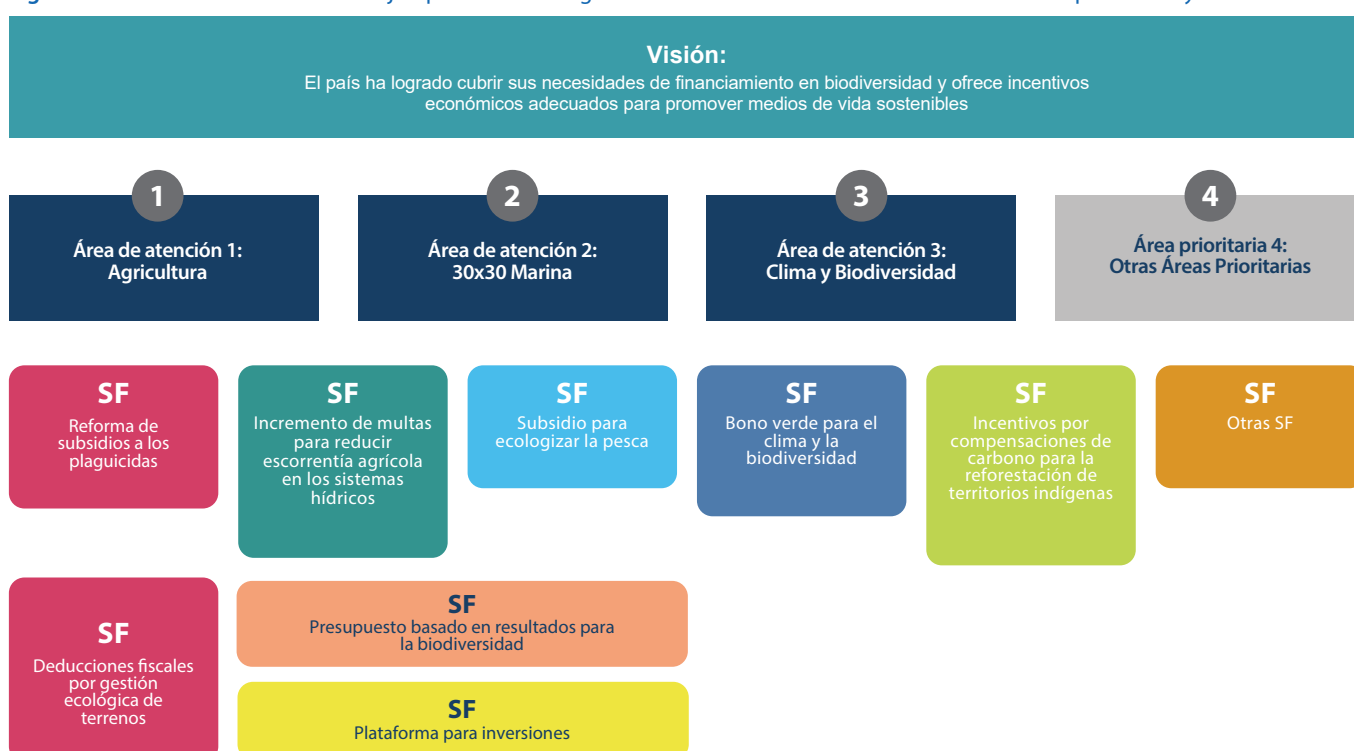 Visión:
El país ha logrado cubrir sus necesidades de financiamiento en biodiversidad y ofrece incentivos
económicos adecuados para promover medios de vida sostenibles
1
Área de atención 1:
Agricultura
2
Área de atención 2:
30x30 Marina
3
Área de atención 3:
Clima y Biodiversidad
4
Área prioritaria 4:
Otras Áreas Prioritarias
SF
Reforma de
subsidios a los
plaguicidas
SF
Incremento de multas
para reducir
escorrentía agrícola
en los sistemas
hídricos
SF
Subsidio para
ecologizar la pesca
SF
Bono verde para el
clima y la
biodiversidad
SF
Incentivos por
compensaciones de
carbono para la
reforestación de
territorios indígenas
SF
Otras SF
SF
Deducciones fiscales
por gestión
ecológica de
terrenos
SF
Presupuesto basado en resultados para
la biodiversidad
SF
Plataforma para inversiones